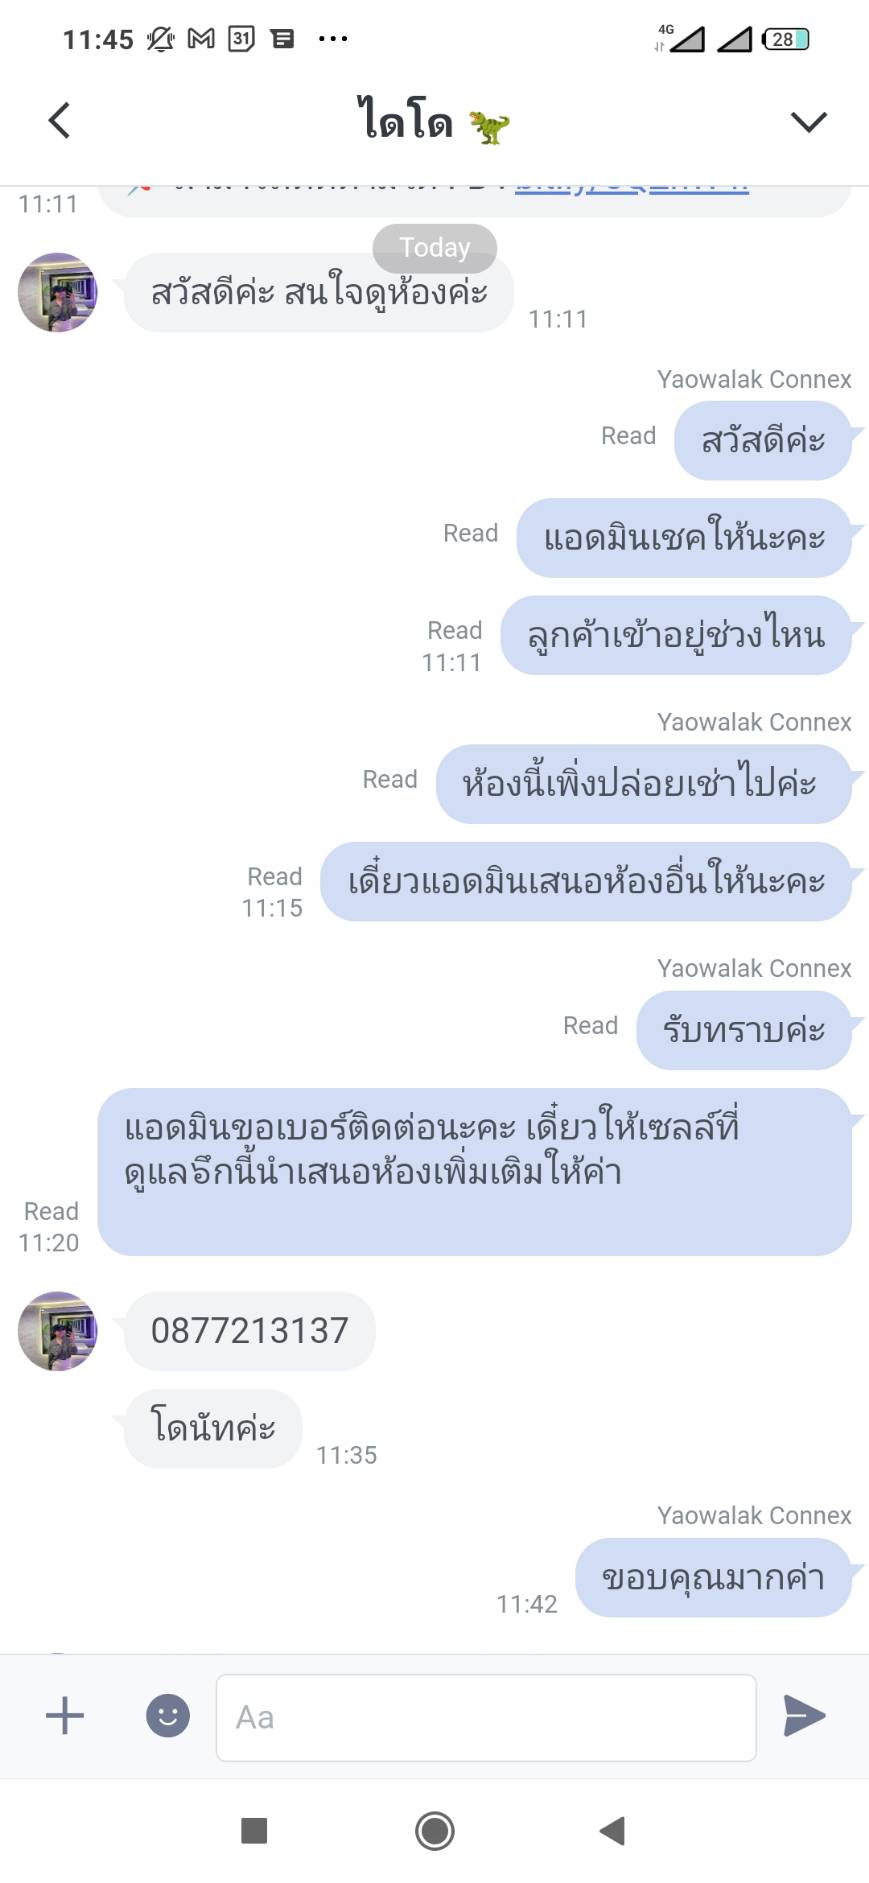 11:45
31
4G
28
ไดโด
11:11
Today
สวัสดีค่ะ สนใจดูห้องค่ะ
11:11
Yaowalak Connex
Read
สวัสดีค่ะ
Read
แอดมินเชคให้นะคะ
Read
11:11
ลูกค้าเข้าอยู่ช่วงไหน
Yaowalak Connex
Read
ห้องนี้เพิ่งปล่อยเช่าไปค่ะ
Read
11:15
เดี๋ยวแอดมินเสนอห้องอื่นให้นะคะ
Yaowalak Connex
Read
รับทราบค่ะ
แอดมินขอเบอร์ติดต่อนะคะ เดี๋ยวให้เซลล์ที่
ดูแลอึกนี้นำเสนอห้องเพิ่มเติมให้ค่า
Read
11:20
0877213137
โดนัทค่ะ
11:35
Yaowalak Connex
ขอบคุณมากค่า
11:42
Aa